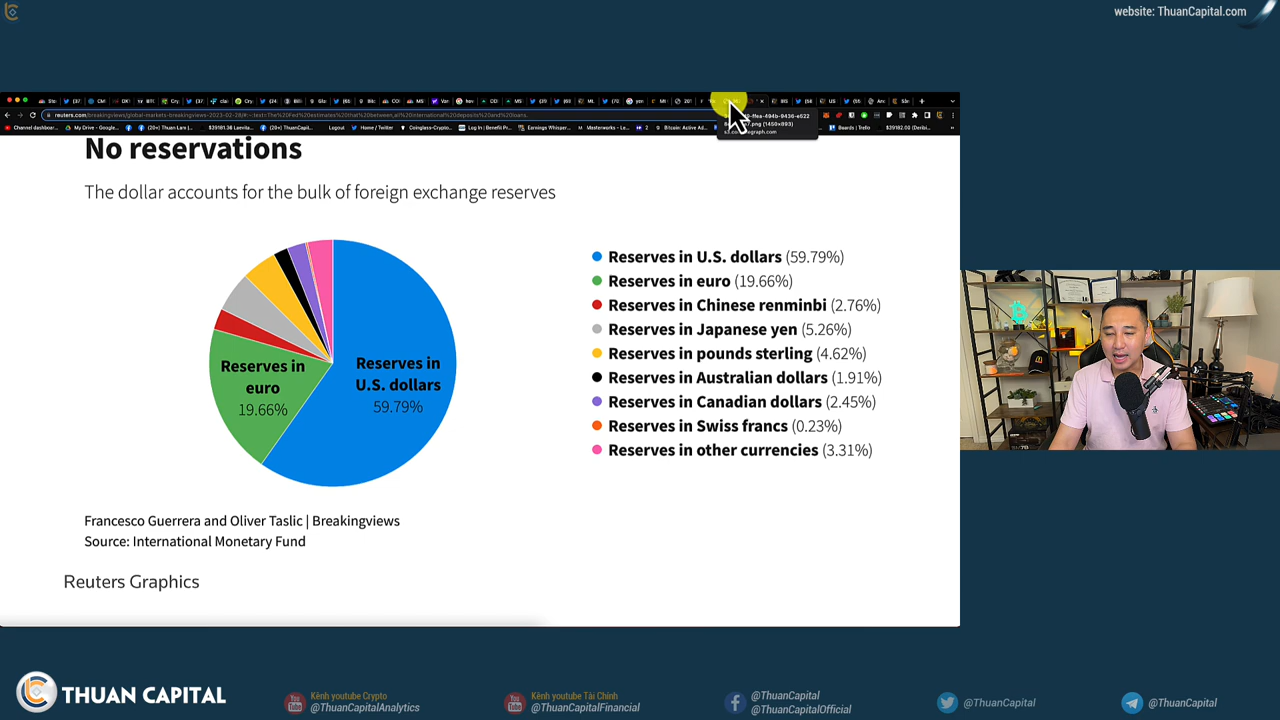 website: ThuanCapital.com
No reservations
The dollar accounts for the bulk of foreign exchange reserves
Reserves in U.S. dollars (59.79%)
Reserves in euro (19.66%)
Reserves in Chinese renminbi (2.76%)
Reserves in Japanese yen (5.26%)
Reserves in pounds sterling (4.62%)
Reserves in Australian dollars (1.91%)
Reserves in Canadian dollars (2.45%)
Reserves in Swiss francs (0.23%)
Reserves in other currencies (3.31%)
Reserves in
euro
19.66%
Reserves in
U.S. dollars
59.79%
Francesco Guerrera and Oliver Taslic | Breakingviews
Source: International Monetary Fund
Reuters Graphics
THUAN CAPITAL
Kênh youtube Crypto
@ThuanCapitalAnalytics
Kênh youtube Tài Chính
@ThuanCapitalFinancial
@ThuanCapital
@ThuanCapitalOfficial
@ThuanCapital
@ThuanCapital